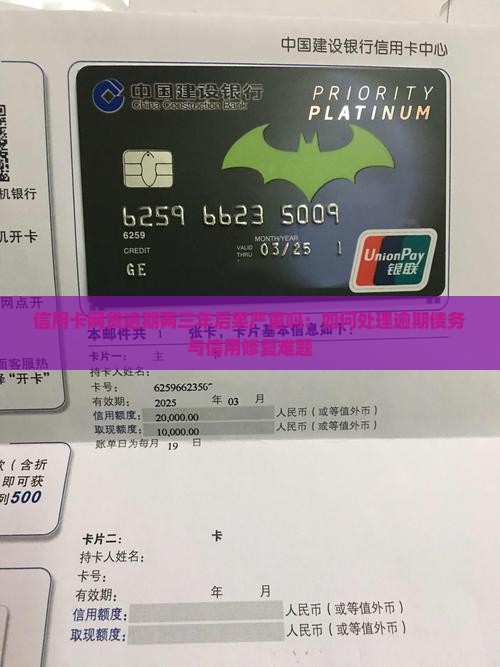 中国建设银行信用卡中心
中国建设银行
China Construction Bank
PRIORITY
PLATINUM
6259 6623 5009
6259
CREDIT
MONTH/YEAR
VALID THRU 03/25 1
GE
UnionPay
银联
机银行
机开卡
网点开
面客服热
择“开卡”
信用卡
逾期两三年后
严重吗：如何处理逾期债务
与信用修复难题
本邮件共 1 张卡，卡片基本信息如下：
卡片一： 主
持卡人姓名：
卡号： 6259662350
有效期： 2025 年 03 月
信用额度： 20,000.00 人民币（或等值外币）
取现额度： 10,000.00 人民币（或等值外币）
账单日为每月 19 日
款（含折
即可获
列500
卡片二： 卡
持卡人姓名：
卡号：
有效期： 年 月
信用额度： 人民币（或等值外币）
取现额度： 人民币（或等值外币）